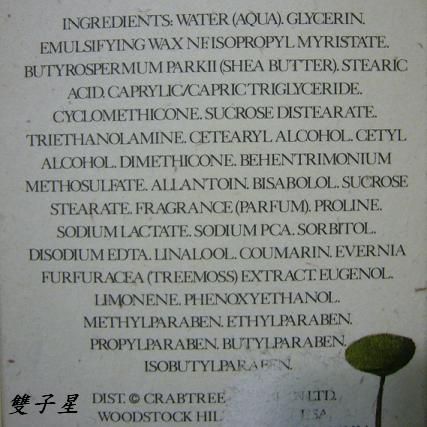 INGREDIENTS: WATER (AQUA). GLYCERIN.
EMULSIFYING WAX NF. ISOPROPYL MYRISTATE.
BUTYROSPERMUM PARKII (SHEA BUTTER). STEARIC
ACID. CAPRYLIC/CAPRIC TRIGLYCERIDE.
CYCLOMETHICONE. SUCROSE DISTEARATE.
TRIETHANOLAMINE. CETEARYL ALCOHOL. CETYL
ALCOHOL. DIMETHICONE. BEHENTRIMONIUM
METHOSULFATE. ALLANTOIN. BISABOLOL. SUCROSE
STEARATE. FRAGRANCE (PARFUM). PROLINE.
SODIUM LACTATE. SODIUM PCA. SORBITOL.
DISODIUM EDTA. LINALOOL. COUMARIN. EVERNIA
FURFURACEA (TREEMOSS) EXTRACT. EUGENOL.
LIMONENE. PHENOXYETHANOL.
METHYLPARABEN. ETHYLPARABEN.
PROPYLPARABEN. BUTYLPARABEN.
ISOBUTYLPARABEN.
DIST. © CRABTREE LTD.
WOODSTOCK USA
雙子星